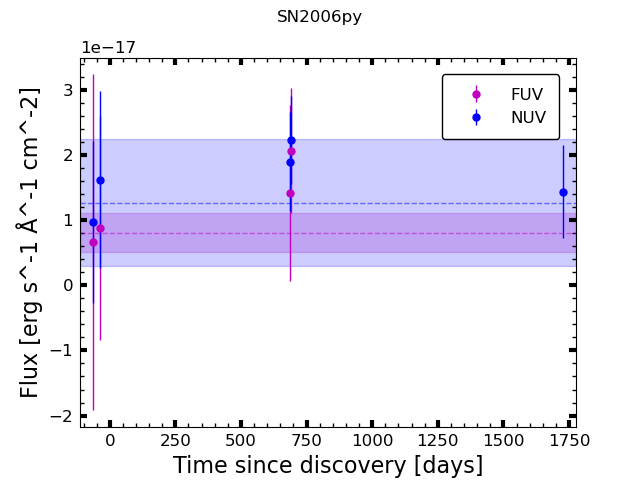 SN2006py
1e−17
3
2
1
0
−1
−2
Flux [erg s^-1 Å^-1 cm^-2]
FUV
NUV
0 250 500 750 1000 1250 1500 1750
Time since discovery [days]